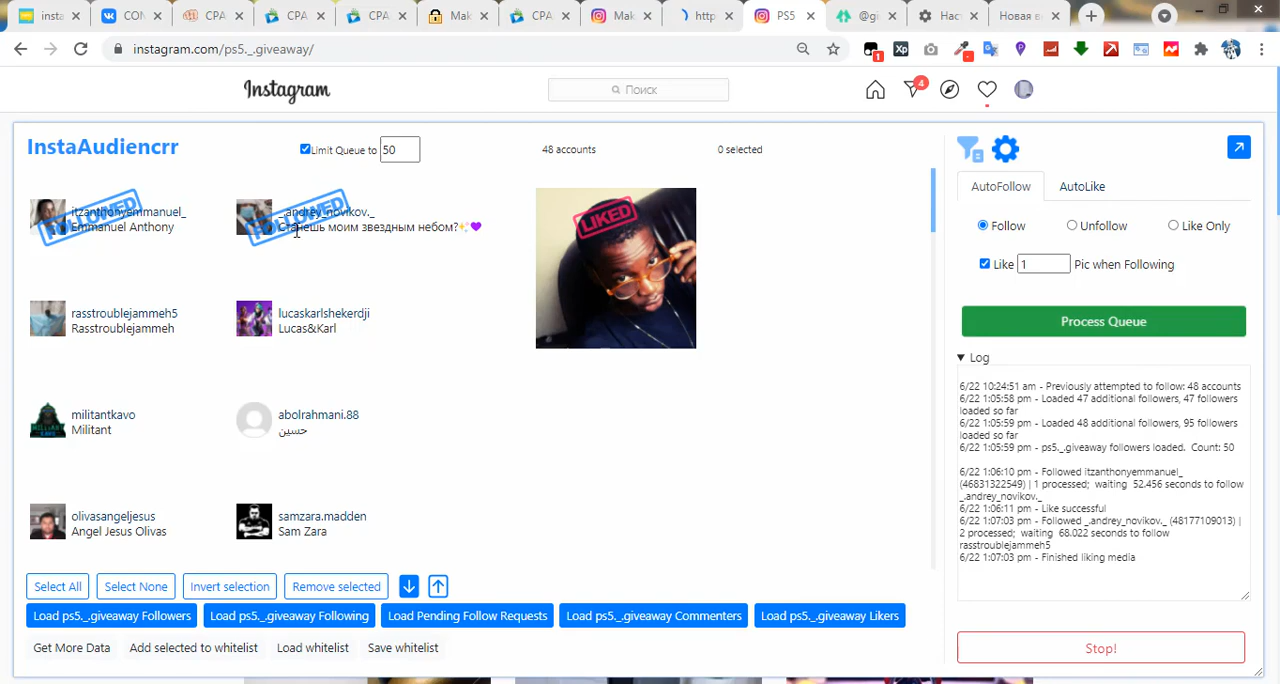 insta
CON
CPA
CPA
CPA
Mak
CPA
Mak
http
PS5
@gi
Нас
Новая в
instagram.com/ps5._.giveaway/
1
Instagram
Поиск
4
InstaAudiencrr
Limit Queue to 50
48 accounts
0 selected
itzanthonyemmanuel_
Emmanuel Anthony
FOLLOWED
_.andrey_novikov._
Станешь моим звездным небом?✨💜
FOLLOWED
LIKED
rasstroublejammeh5
Rasstroublejammeh
lucaskarlshekerdji
Lucas&Karl
militantkavo
Militant
abolrahmani.88
حسین
olivasangeljesus
Angel Jesus Olivas
samzara.madden
Sam Zara
Select All
Select None
Invert selection
Remove selected
Load ps5._.giveaway Followers
Load ps5._.giveaway Following
Load Pending Follow Requests
Load ps5._.giveaway Commenters
Load ps5._.giveaway Likers
Get More Data
Add selected to whitelist
Load whitelist
Save whitelist
AutoFollow
AutoLike
Follow
Unfollow
Like Only
Like 1 Pic when Following
Process Queue
Log
6/22 10:24:51 am - Previously attempted to follow: 48 accounts
6/22 1:05:58 pm - Loaded 47 additional followers, 47 followers
loaded so far
6/22 1:05:59 pm - Loaded 48 additional followers, 95 followers
loaded so far
6/22 1:05:59 pm - ps5._.giveaway followers loaded. Count: 50
6/22 1:06:10 pm - Followed itzanthonyemmanuel_
(46831322549) | 1 processed; waiting 52.456 seconds to follow
_.andrey_novikov._
6/22 1:06:11 pm - Like successful
6/22 1:07:03 pm - Followed _.andrey_novikov._ (48177109013) |
2 processed; waiting 68.022 seconds to follow
rasstroublejammeh5
6/22 1:07:03 pm - Finished liking media
Stop!